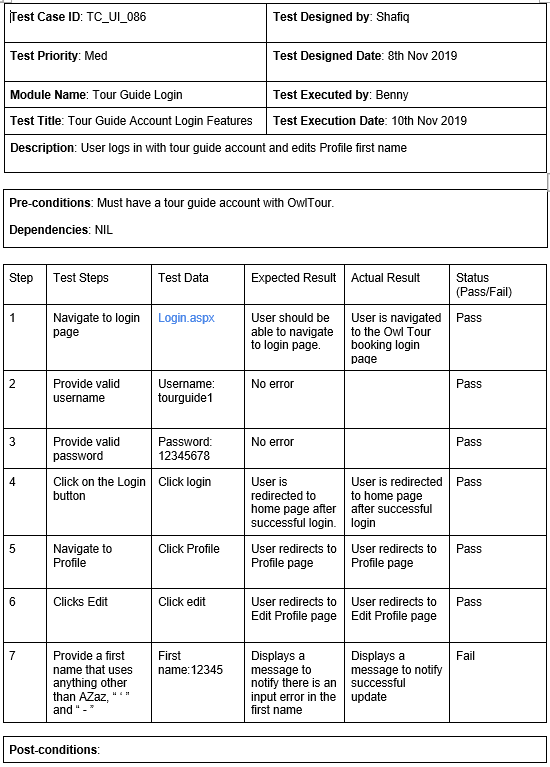 Test Case ID: TC_UI_086
Test Designed by: Shafiq
Test Priority: Med
Test Designed Date: 8th Nov 2019
Module Name: Tour Guide Login
Test Executed by: Benny
Test Title: Tour Guide Account Login Features
Test Execution Date: 10th Nov 2019
Description: User logs in with tour guide account and edits Profile first name
Pre-conditions: Must have a tour guide account with OwlTour.
Dependencies: NIL
Step
Test Steps
Test Data
Expected Result
Actual Result
Status
(Pass/Fail)
1
Navigate to login
page
Login.aspx
User should be
able to navigate
to login page.
User is navigated
to the Owl Tour
booking login
page
Pass
2
Provide valid
username
Username:
tourguide1
No error
Pass
3
Provide valid
password
Password:
12345678
No error
Pass
4
Click on the Login
button
Click login
User is
redirected to
home page after
successful login.
User is redirected
to home page
after successful
login
Pass
5
Navigate to
Profile
Click Profile
User redirects to
Profile page
User redirects to
Profile page
Pass
6
Clicks Edit
Click edit
User redirects to
Edit Profile page
User redirects to
Edit Profile page
Pass
7
Provide a first
name that uses
anything other
than AZaz, “ ‘ ”
and “ - ”
First
name:12345
Displays a
message to
notify there is an
input error in the
first name
Displays a
message to notify
successful
update
Fail
Post-conditions: